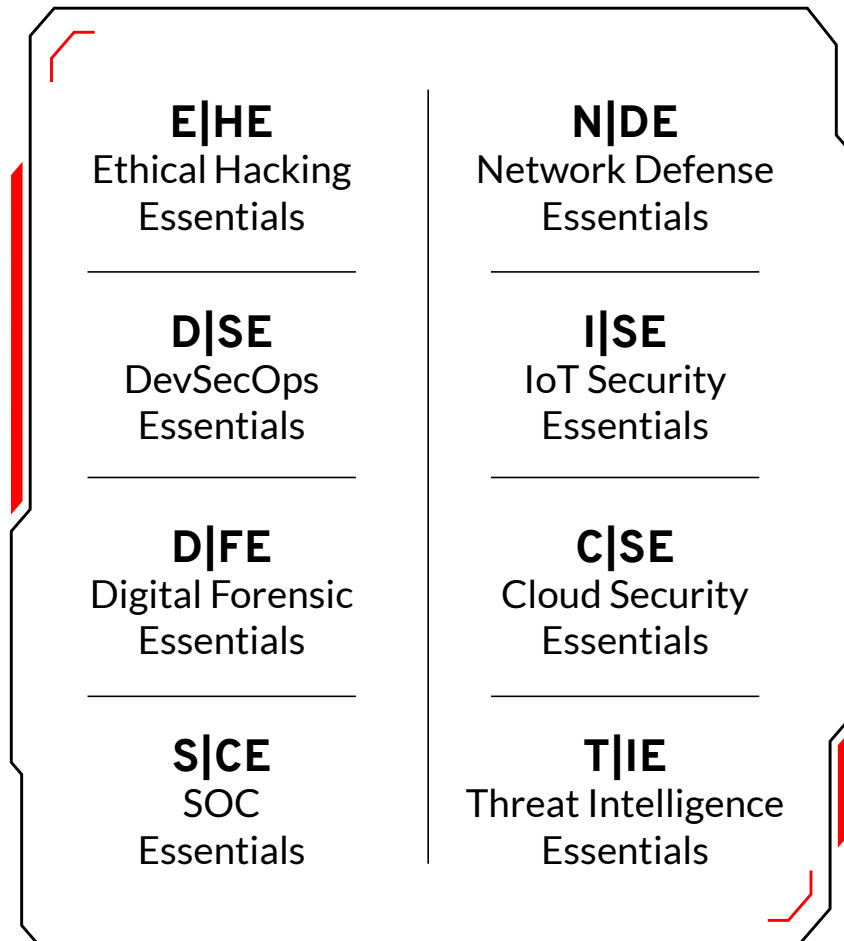 E|HE
Ethical Hacking
Essentials
N|DE
Network Defense
Essentials
D|SE
DevSecOps
Essentials
I|SE
IoT Security
Essentials
D|FE
Digital Forensic
Essentials
C|SE
Cloud Security
Essentials
S|CE
SOC
Essentials
T|IE
Threat Intelligence
Essentials